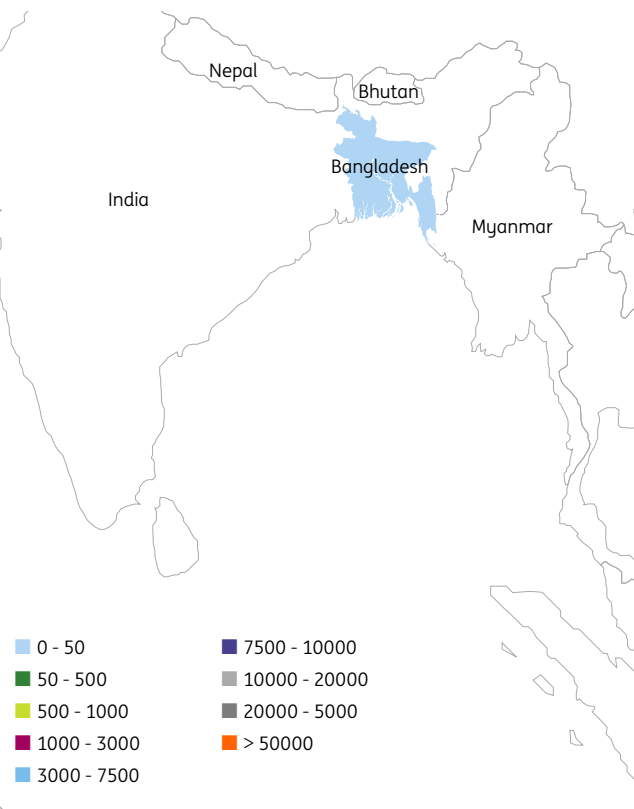 Nepal
Bhutan
Bangladesh
India
Myanmar
0 - 50
50 - 500
500 - 1000
1000 - 3000
3000 - 7500
7500 - 10000
10000 - 20000
20000 - 5000
> 50000